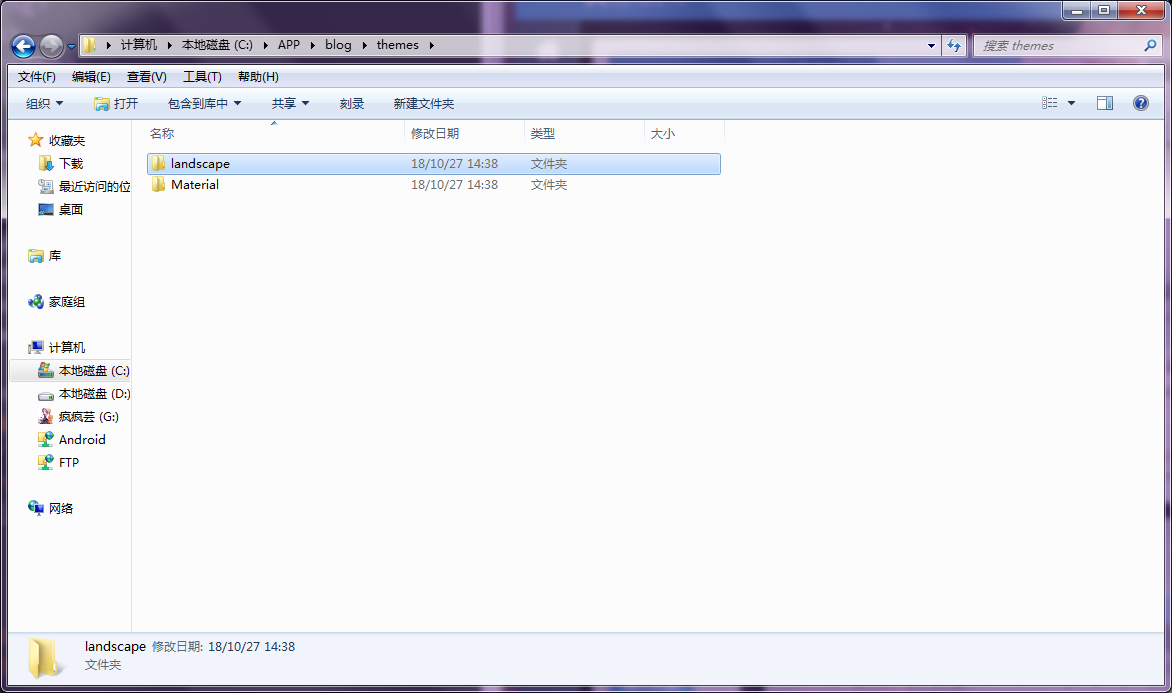 计算机 本地磁盘 (C:) APP blog themes
搜索 themes
文件(F) 编辑(E) 查看(V) 工具(T) 帮助(H)
组织 打开 包含到库中 共享 刻录 新建文件夹
名称 修改日期 类型 大小
landscape 18/10/27 14:38 文件夹
Material 18/10/27 14:38 文件夹
收藏夹
下载
最近访问的位
桌面
库
家庭组
计算机
本地磁盘 (C:)
本地磁盘 (D:)
疯疯芸 (G:)
Android
FTP
网络
landscape 修改日期: 18/10/27 14:38
文件夹